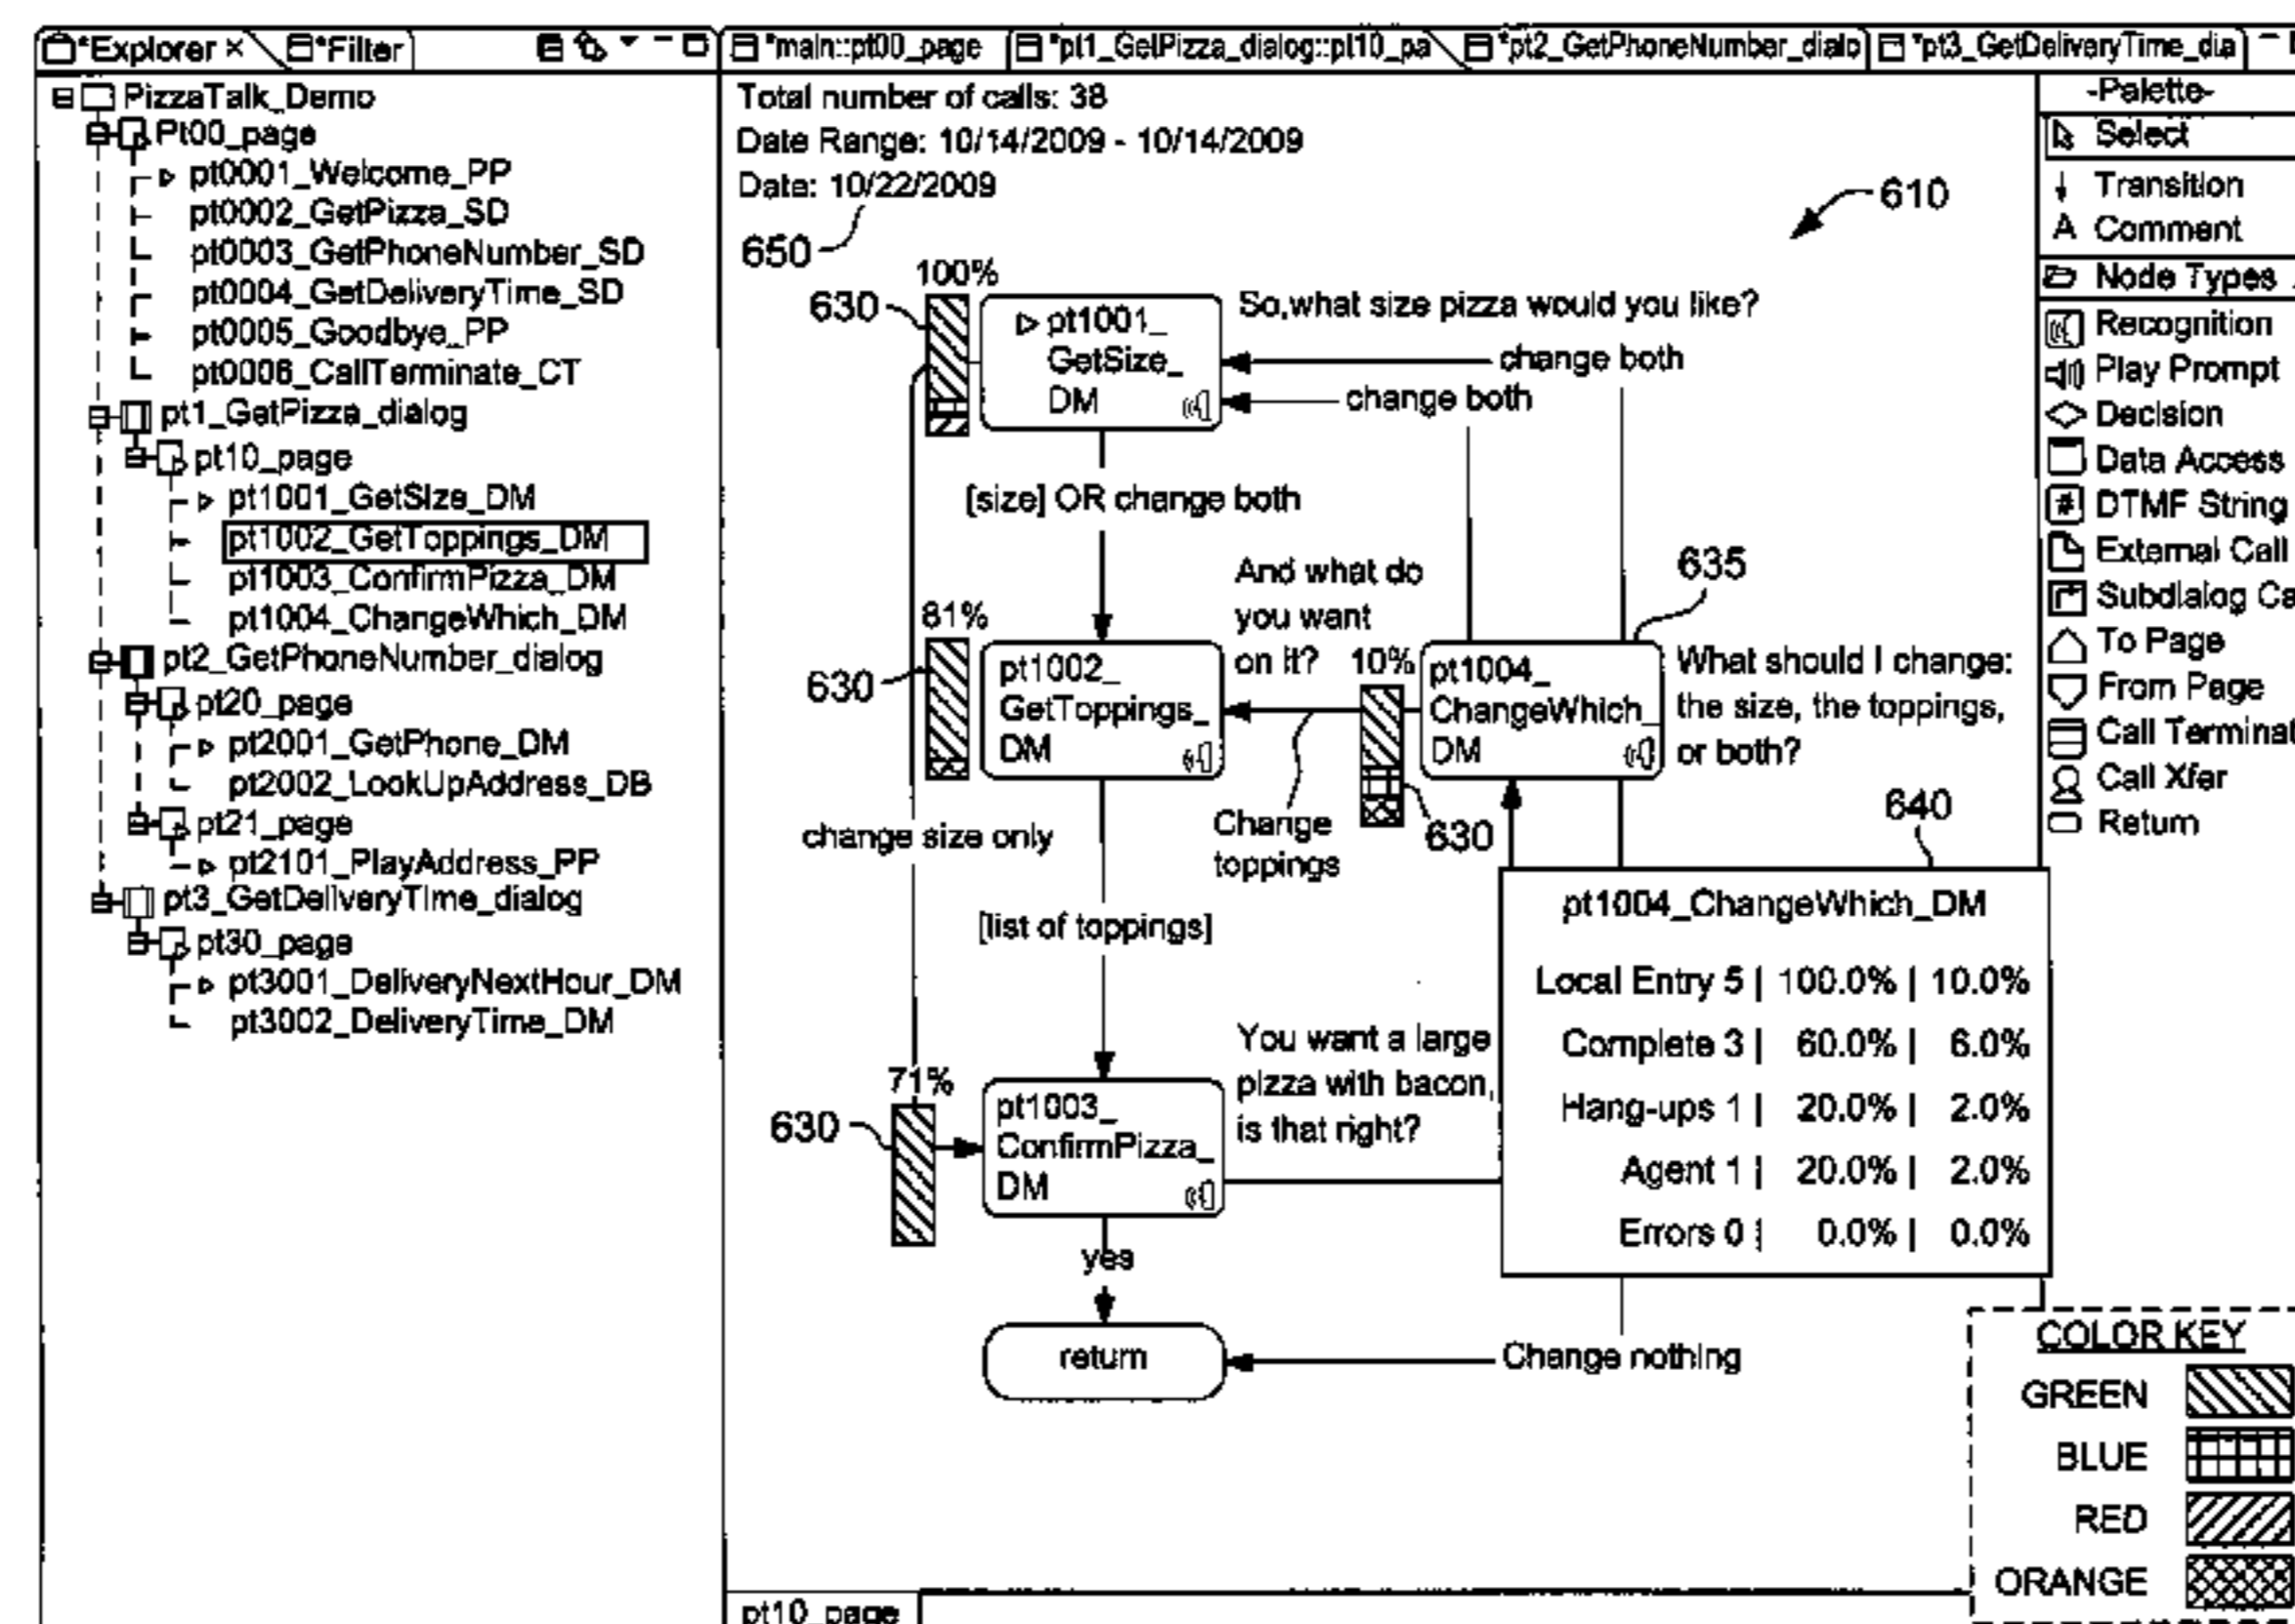 *Explorer ×
*Filter
*main::pt00_page
*pt1_GetPizza_dialog::pt10_pa
*pt2_GetPhoneNumber_dialo
*pt3_GetDeliveryTime_dia
PizzaTalk_Demo
Pt00_page
pt0001_Welcome_PP
pt0002_GetPizza_SD
pt0003_GetPhoneNumber_SD
pt0004_GetDeliveryTime_SD
pt0005_Goodbye_PP
pt0006_CallTerminate_CT
pt1_GetPizza_dialog
pt10_page
pt1001_GetSize_DM
pt1002_GetToppings_DM
pt1003_ConfirmPizza_DM
pt1004_ChangeWhich_DM
pt2_GetPhoneNumber_dialog
pt20_page
pt2001_GetPhone_DM
pt2002_LookUpAddress_DB
pt21_page
pt2101_PlayAddress_PP
pt3_GetDeliveryTime_dialog
pt30_page
pt3001_DeliveryNextHour_DM
pt3002_DeliveryTime_DM
Total number of calls: 38
Date Range: 10/14/2009 - 10/14/2009
Date: 10/22/2009
650
610
100%
630
pt1001_
GetSize_
DM
So,what size pizza would you like?
change both
change both
[size] OR change both
81%
630
pt1002_
GetToppings_
DM
And what do
you want
on it?
10%
635
pt1004_
ChangeWhich_
DM
What should I change:
the size, the toppings,
or both?
630
Change
toppings
change size only
[list of toppings]
71%
630
pt1003_
ConfirmPizza_
DM
You want a large
pizza with bacon,
is that right?
yes
return
Change nothing
640
pt1004_ChangeWhich_DM
Local Entry 5 | 100.0% | 10.0%
Complete 3 | 60.0% | 6.0%
Hang-ups 1 | 20.0% | 2.0%
Agent 1 | 20.0% | 2.0%
Errors 0 | 0.0% | 0.0%
-Palette-
Select
Transition
A Comment
Node Types
Recognition
Play Prompt
Decision
Data Access
# DTMF String
External Call
Subdialog Ca
To Page
From Page
Call Terminat
Call Xfer
Return
COLOR KEY
GREEN
BLUE
RED
ORANGE
pt10_page